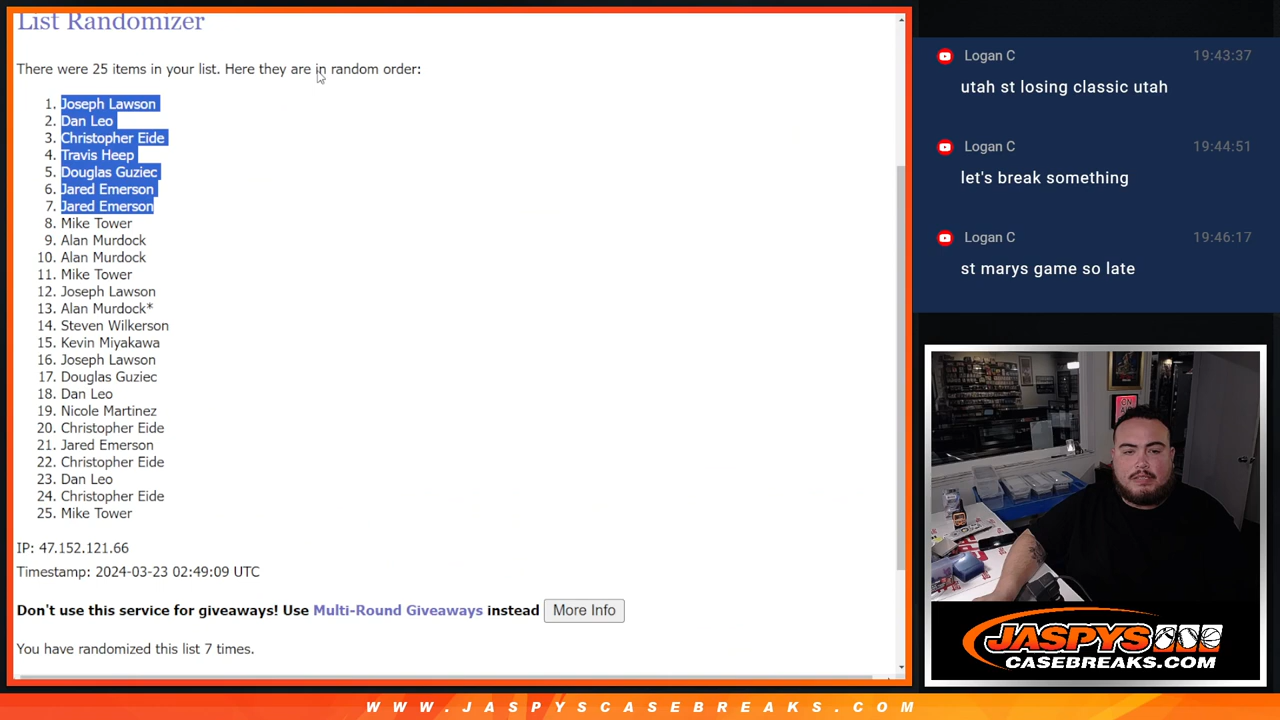 List Randomizer
There were 25 items in your list. Here they are in random order:
1. Joseph Lawson
2. Dan Leo
3. Christopher Eide
4. Travis Heep
5. Douglas Guziec
6. Jared Emerson
7. Jared Emerson
8. Mike Tower
9. Alan Murdock
10. Alan Murdock
11. Mike Tower
12. Joseph Lawson
13. Alan Murdock*
14. Steven Wilkerson
15. Kevin Miyakawa
16. Joseph Lawson
17. Douglas Guziec
18. Dan Leo
19. Nicole Martinez
20. Christopher Eide
21. Jared Emerson
22. Christopher Eide
23. Dan Leo
24. Christopher Eide
25. Mike Tower
IP: 47.152.121.66
Timestamp: 2024-03-23 02:49:09 UTC
Don't use this service for giveaways! Use Multi-Round Giveaways instead More Info
You have randomized this list 7 times.
Logan C 19:43:37
utah st losing classic utah
Logan C 19:44:51
let's break something
Logan C 19:46:17
st marys game so late
ON
JASPYS
CASEBREAKS.COM
WWW.JASPYSCASEBREAKS.COM